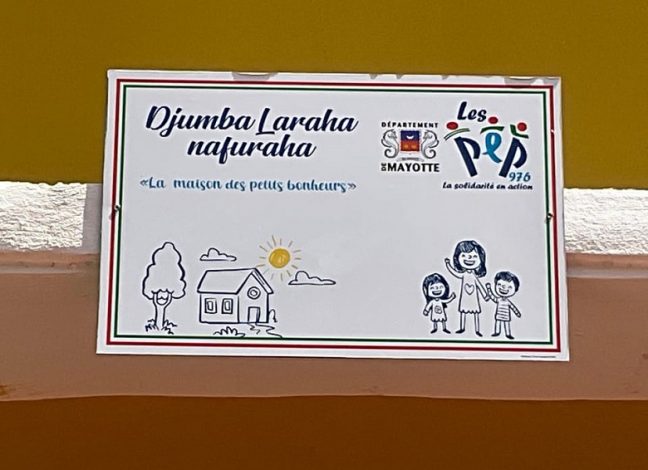 Djumba Laraha
nafuraha
«La maison des petits bonheurs»
DÉPARTEMENT
DE MAYOTTE
Les
pep
976
La solidarité en action